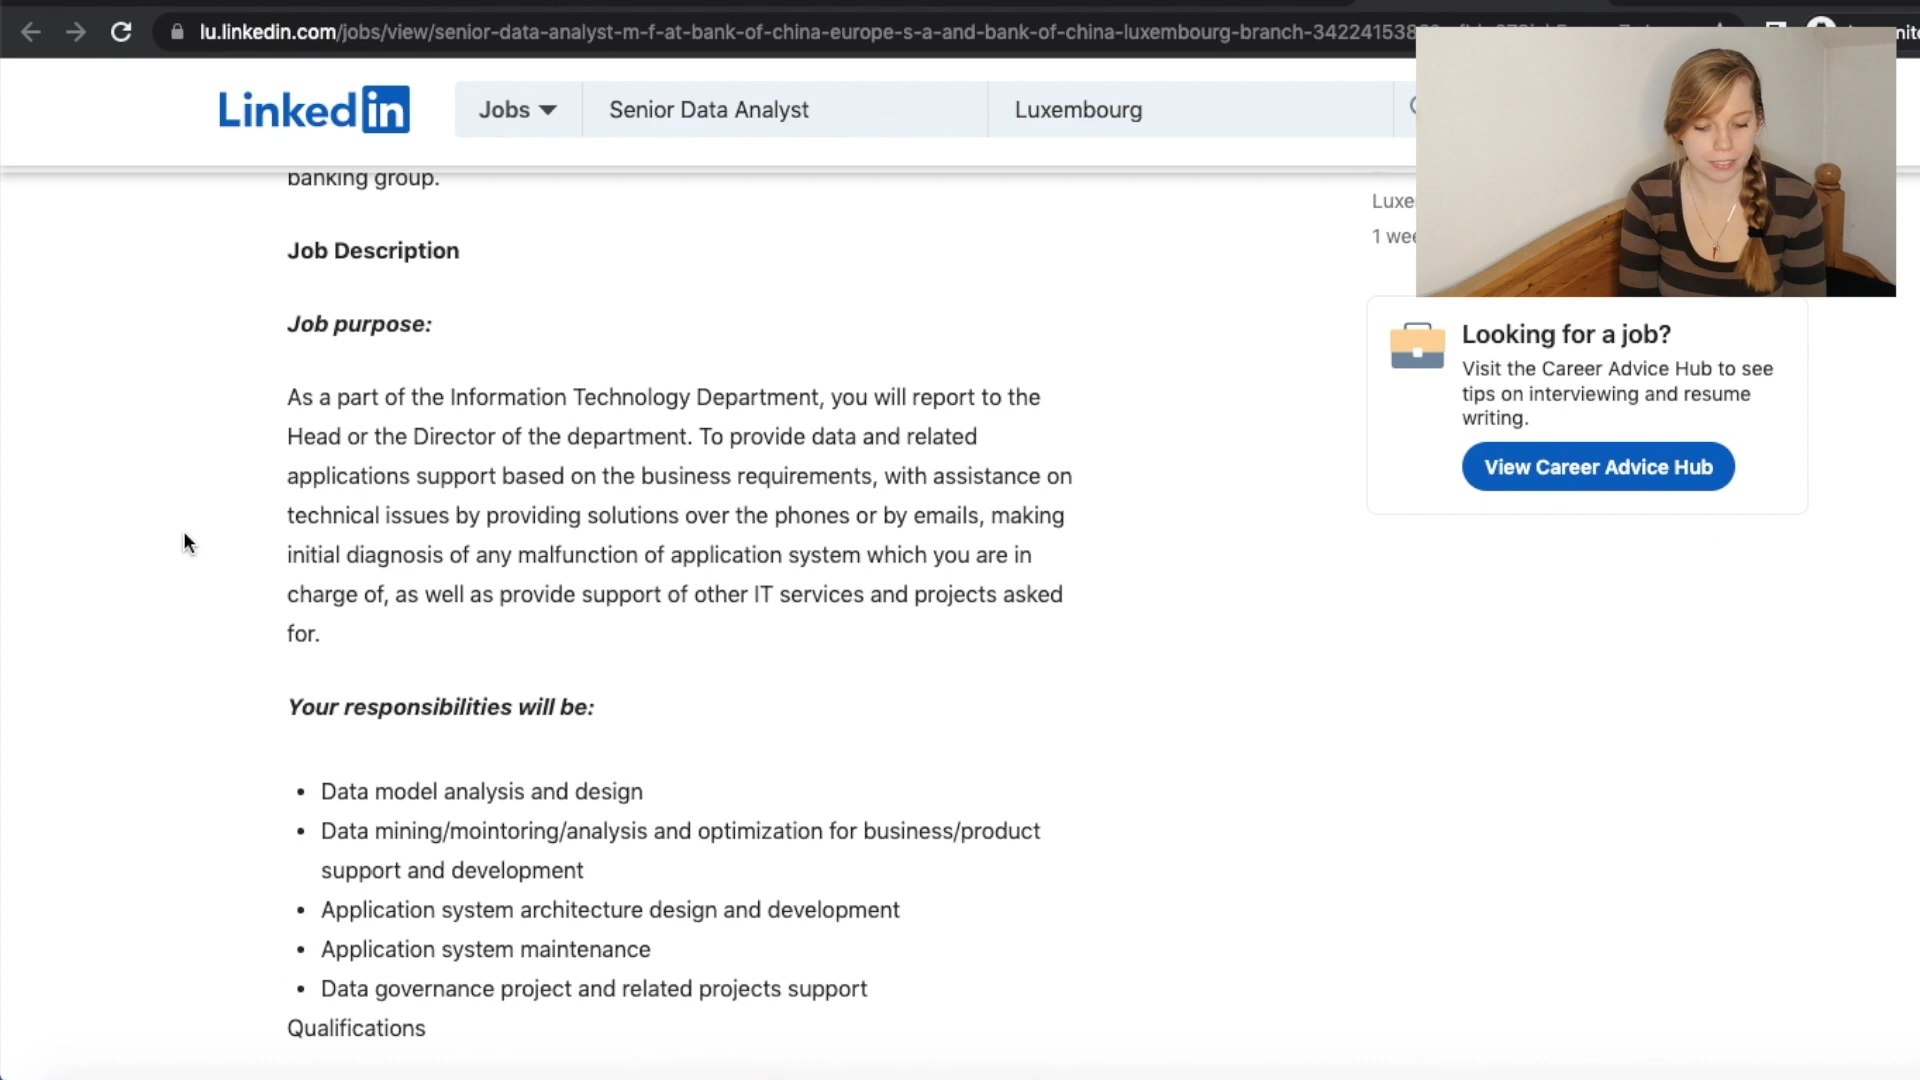 lu.linkedin.com/jobs/view/senior-data-analyst-m-f-at-bank-of-china-europe-s-a-and-bank-of-china-luxembourg-branch-34224153
Linkedin
Jobs
Senior Data Analyst
Luxembourg
banking group.
Job Description
Job purpose:
As a part of the Information Technology Department, you will report to the
Head or the Director of the department. To provide data and related
applications support based on the business requirements, with assistance on
technical issues by providing solutions over the phones or by emails, making
initial diagnosis of any malfunction of application system which you are in
charge of, as well as provide support of other IT services and projects asked
for.
Your responsibilities will be:
• Data model analysis and design
• Data mining/mointoring/analysis and optimization for business/product
support and development
• Application system architecture design and development
• Application system maintenance
• Data governance project and related projects support
Qualifications
Luxe
1 wee
Looking for a job?
Visit the Career Advice Hub to see
tips on interviewing and resume
writing.
View Career Advice Hub